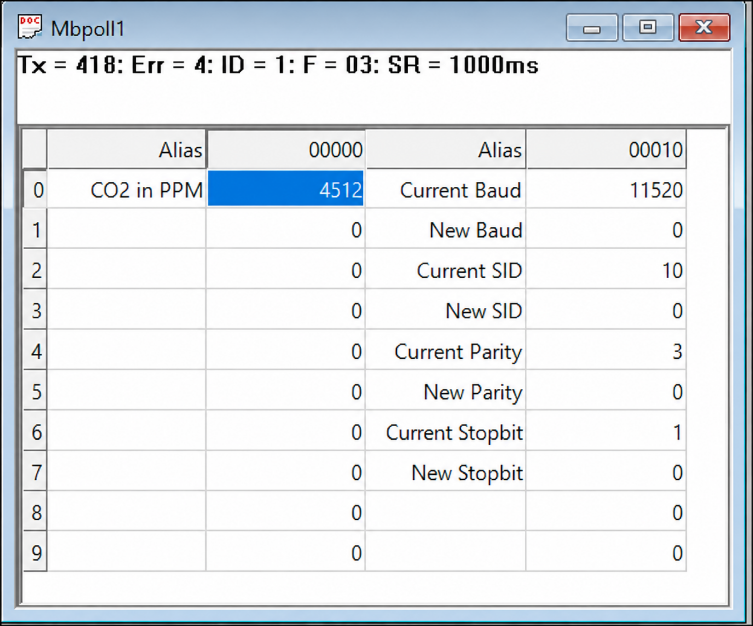 DOC
Mbpoll1
Tx = 418: Err = 4: ID = 1: F = 03: SR = 1000ms
Alias 00000 Alias 00010
0 CO2 in PPM 4512 Current Baud 11520
1 0 New Baud 0
2 0 Current SID 10
3 0 New SID 0
4 0 Current Parity 3
5 0 New Parity 0
6 0 Current Stopbit 1
7 0 New Stopbit 0
8 0 0
9 0 0